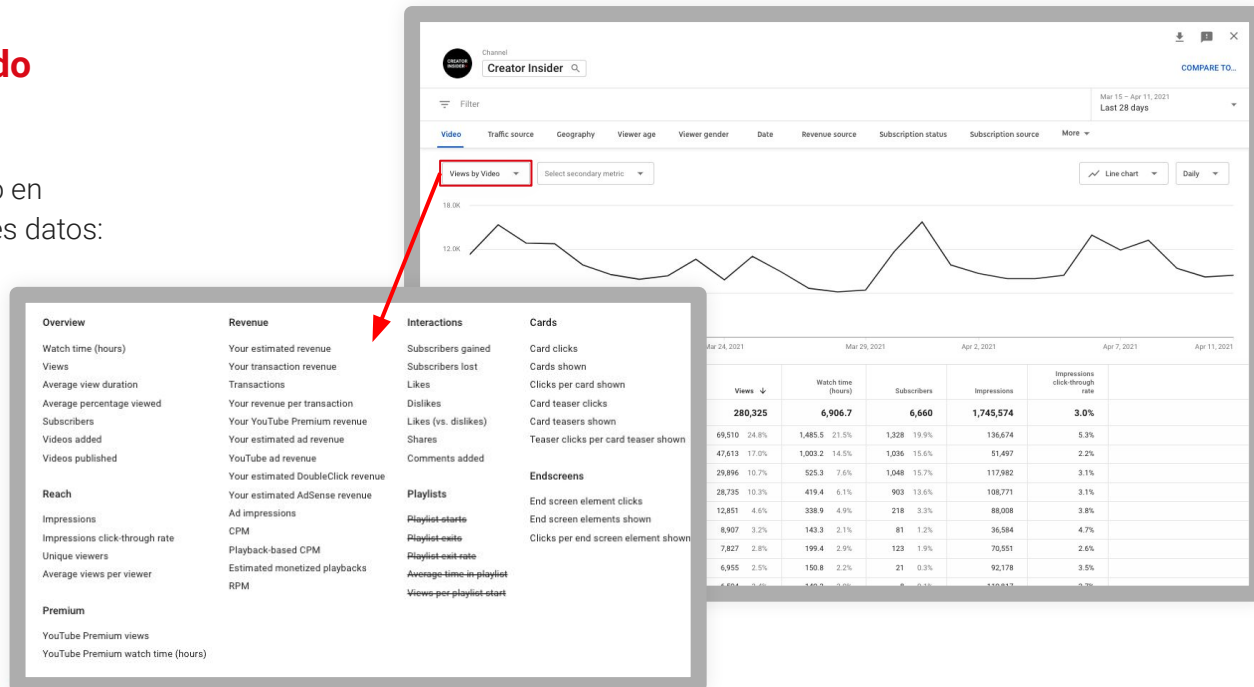 do
o en
es datos:
Channel
CREATOR
INSIDER
Creator Insider
COMPARE TO...
Filter
Mar 15 – Apr 11, 2021
Last 28 days
Video Traffic source Geography Viewer age Viewer gender Date Revenue source Subscription status Subscription source More
Views by Video Select secondary metric Line chart Daily
18.0K
12.0K
Mar 24, 2021 Mar 29, 2021 Apr 2, 2021 Apr 7, 2021 Apr 11, 2021
Views Watch time (hours) Subscribers Impressions Impressions click-through rate
280,325 6,906.7 6,660 1,745,574 3.0%
69,510 24.8% 1,485.5 21.5% 1,328 19.9% 136,674 5.3%
47,613 17.0% 1,003.2 14.5% 1,036 15.6% 51,497 2.2%
29,896 10.7% 525.3 7.6% 1,048 15.7% 117,982 3.1%
28,735 10.3% 419.4 6.1% 903 13.6% 108,771 3.1%
12,851 4.6% 338.9 4.9% 218 3.3% 88,008 3.8%
8,907 3.2% 143.3 2.1% 81 1.2% 36,584 4.7%
7,827 2.8% 199.4 2.9% 123 1.9% 70,551 2.6%
6,955 2.5% 150.8 2.2% 21 0.3% 92,178 3.5%
Overview
Watch time (hours)
Views
Average view duration
Average percentage viewed
Subscribers
Videos added
Videos published
Reach
Impressions
Impressions click-through rate
Unique viewers
Average views per viewer
Premium
YouTube Premium views
YouTube Premium watch time (hours)
Revenue
Your estimated revenue
Your transaction revenue
Transactions
Your revenue per transaction
Your YouTube Premium revenue
Your estimated ad revenue
YouTube ad revenue
Your estimated DoubleClick revenue
Your estimated AdSense revenue
Ad impressions
CPM
Playback-based CPM
Estimated monetized playbacks
RPM
Interactions
Subscribers gained
Subscribers lost
Likes
Dislikes
Likes (vs. dislikes)
Shares
Comments added
Playlists
Playlist starts
Playlist exits
Playlist exit rate
Average time in playlist
Views per playlist start
Cards
Card clicks
Cards shown
Clicks per card shown
Card teaser clicks
Card teasers shown
Teaser clicks per card teaser shown
Endscreens
End screen element clicks
End screen elements shown
Clicks per end screen element shown